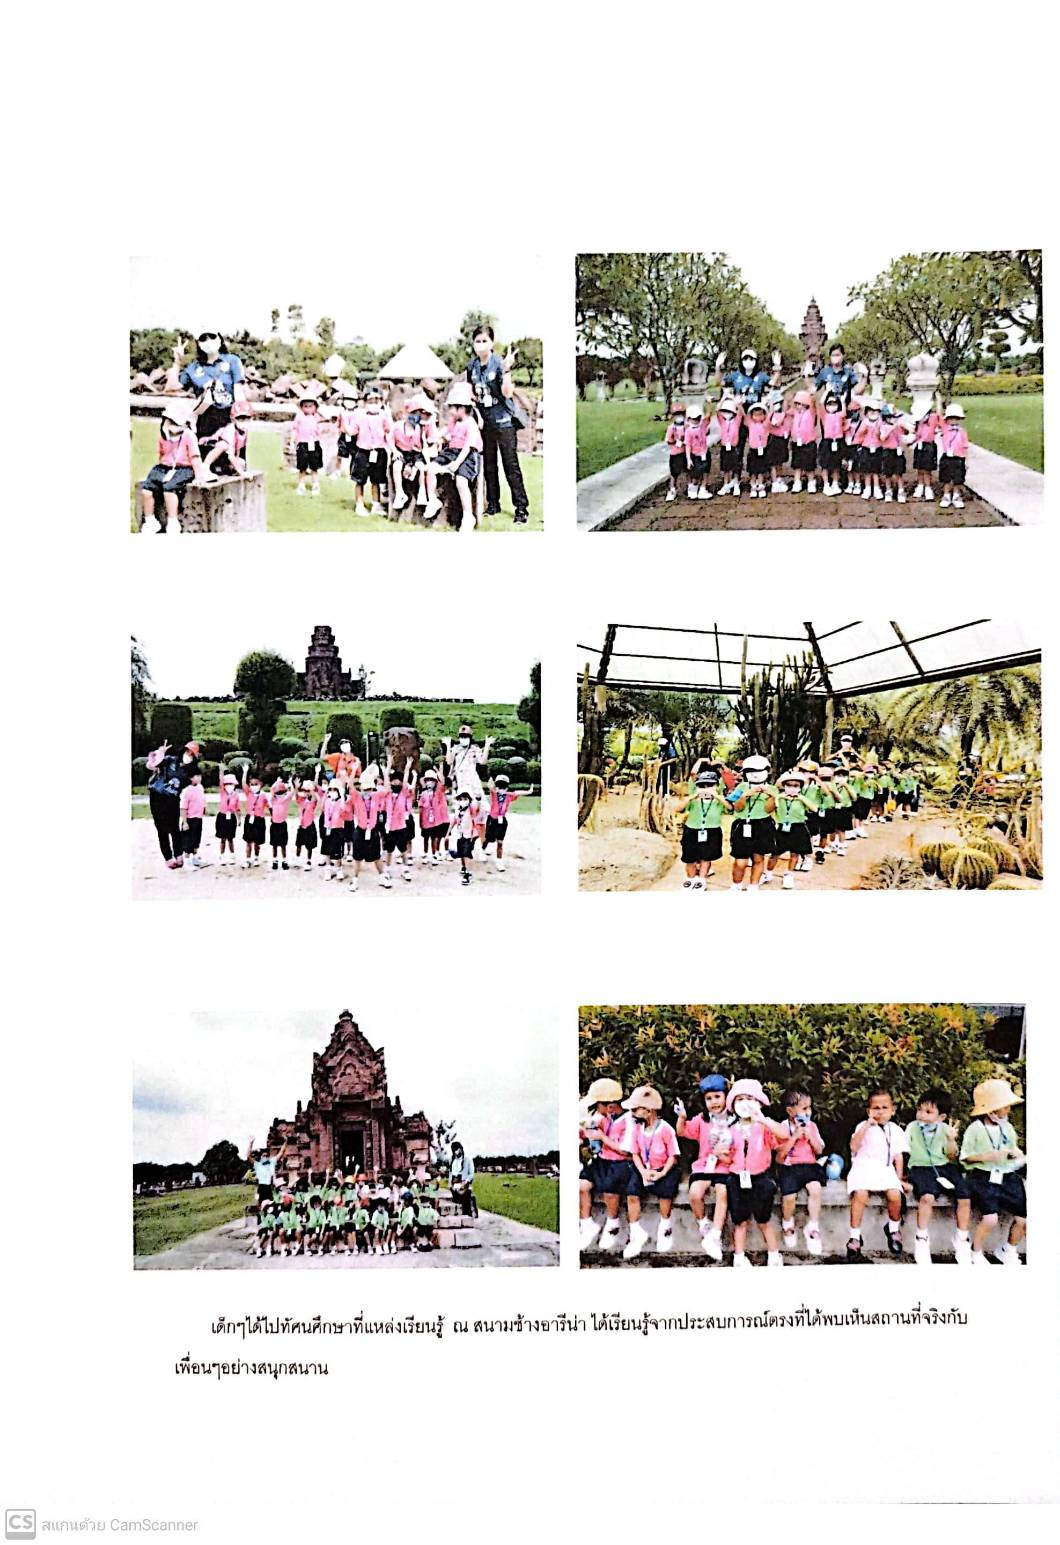 เด็กๆได้ไปทัศนศึกษาที่แหล่งเรียนรู้ ณ สนามช้างอารีน่า ได้เรียนรู้จากประสบการณ์ตรงที่ได้พบเห็นสถานที่จริงกับ
เพื่อนๆอย่างสนุกสนาน
CS สแกนด้วย CamScanner